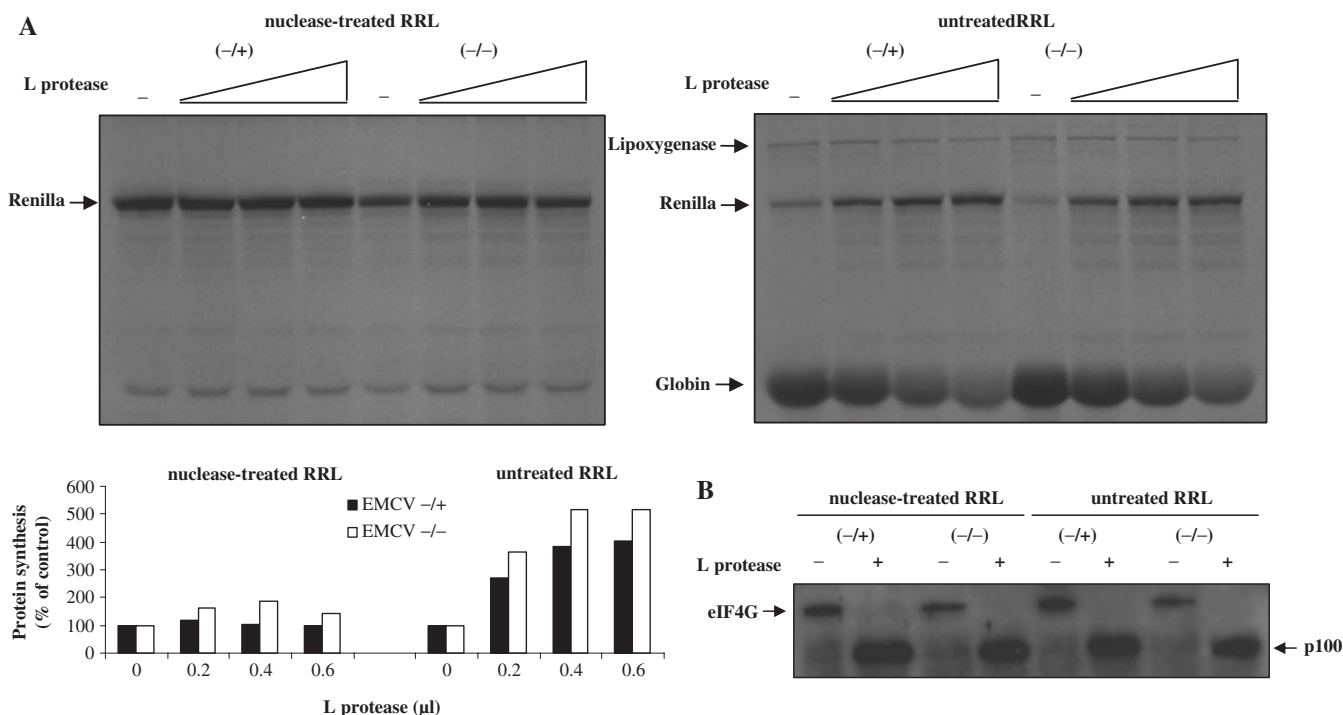 A
nuclease-treated RRL
(−/+) (−/−)
L protease
− −
Renilla
untreatedRRL
(−/+) (−/−)
L protease
− −
Lipoxygenase
Renilla
Globin
nuclease-treated RRL untreated RRL
Protein synthesis
(% of control)
600
500
400
300
200
100
0
EMCV −/+
EMCV −/−
0 0.2 0.4 0.6 0 0.2 0.4 0.6
L protease (µl)
B
nuclease-treated RRL untreated RRL
(−/+) (−/−) (−/+) (−/−)
L protease − + − + − + − +
eIF4G
p100